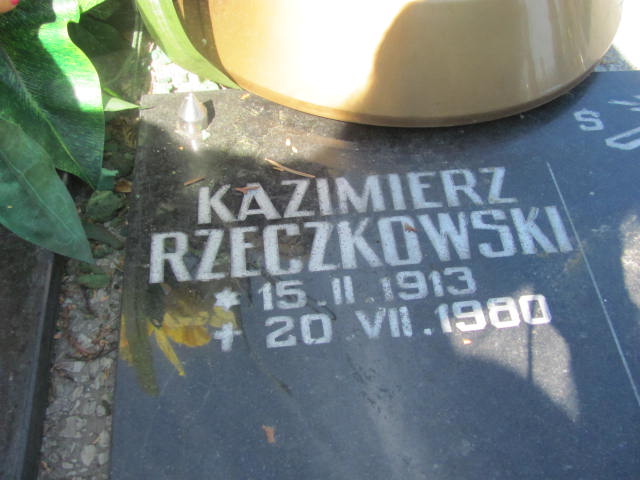 KAZIMIERZ
RZECZKOWSKI
* 15.II.1913
+ 20 VII.1980
S